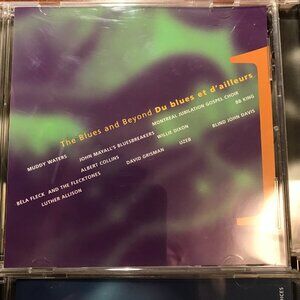 The Blues and Beyond Du blues et d'ailleurs
1
MUDDY WATERS
JOHN MAYALL'S BLUESBREAKERS
MONTREAL JUBILATION GOSPEL CHOIR
BB KING
ALBERT COLLINS
WILLIE DIXON
BÉLA FLECK AND THE FLECKTONES
DAVID GRISMAN
UZEB
BLIND JOHN DAVIS
LUTHER ALLISON